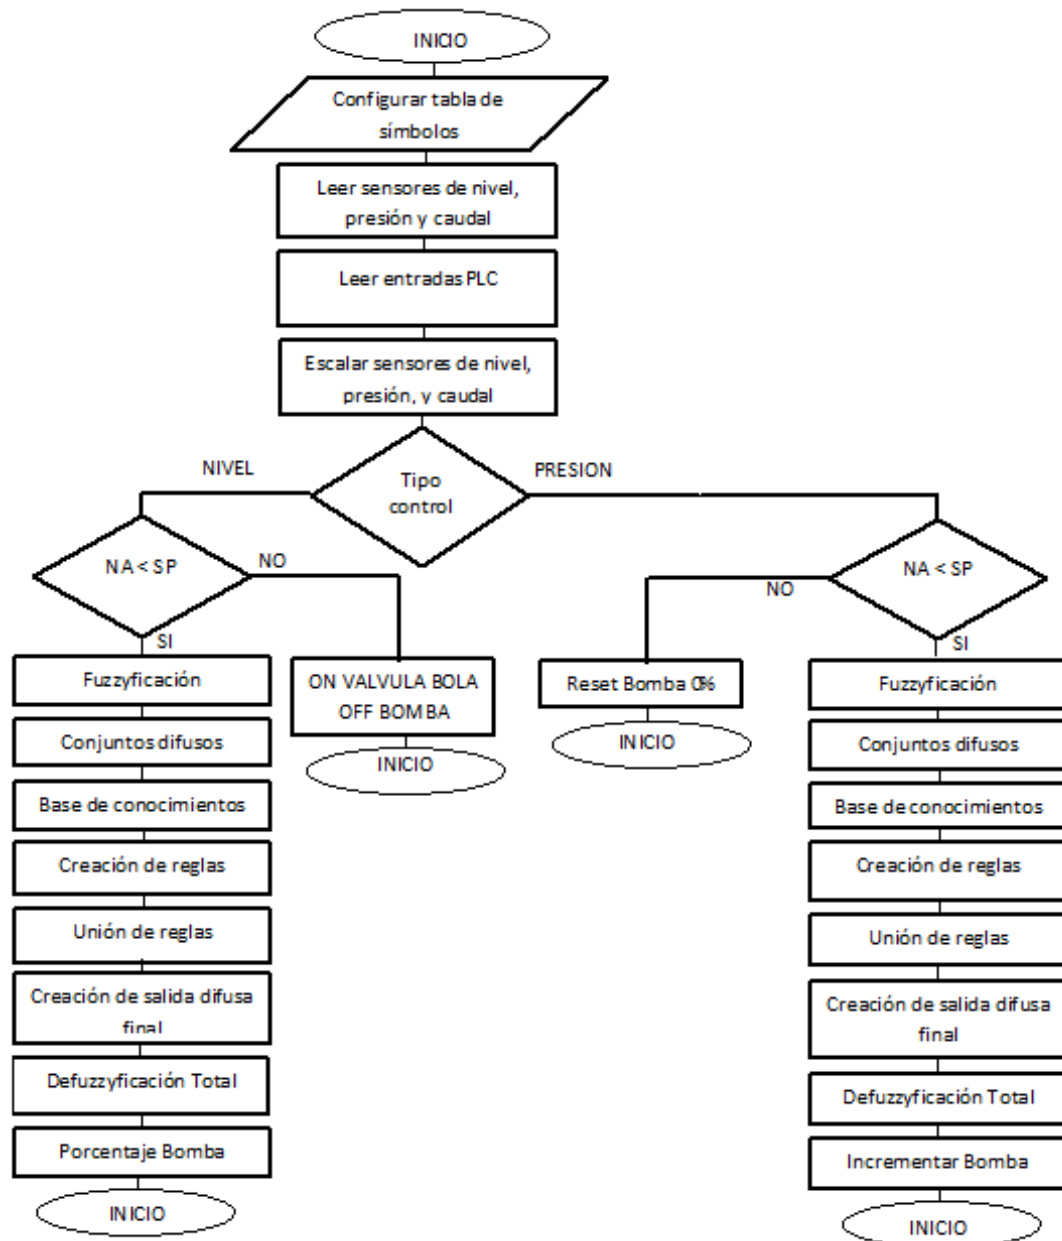 INICIO
Configurar tabla de
símbolos
Leer sensores de nivel,
presión y caudal
Leer entradas PLC
Escalar sensores de nivel,
presión, y caudal
NIVEL
Tipo
control
PRESION
NA < SP
NO
SI
Fuzzyficación
Conjuntos difusos
Base de conocimientos
Creación de reglas
Unión de reglas
Creación de salida difusa
final
Defuzzyficación Total
Porcentaje Bomba
INICIO
ON VALVULA BOLA
OFF BOMBA
INICIO
NA < SP
NO
SI
Reset Bomba 0%
INICIO
Fuzzyficación
Conjuntos difusos
Base de conocimientos
Creación de reglas
Unión de reglas
Creación de salida difusa
final
Defuzzyficación Total
Incrementar Bomba
INICIO